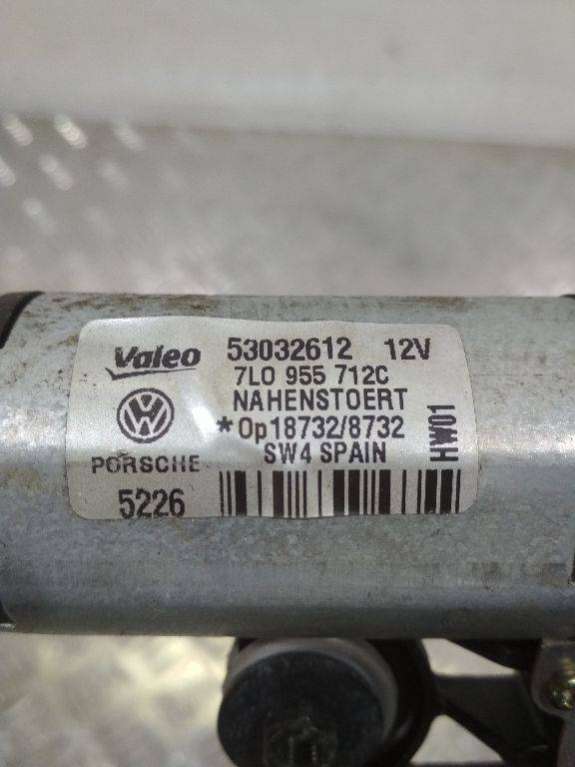 Valeo 53032612 12V
7L0 955 712C
NAHENSTOERT
*Op18732/8732
PORSCHE SW4 SPAIN
5226
HW01